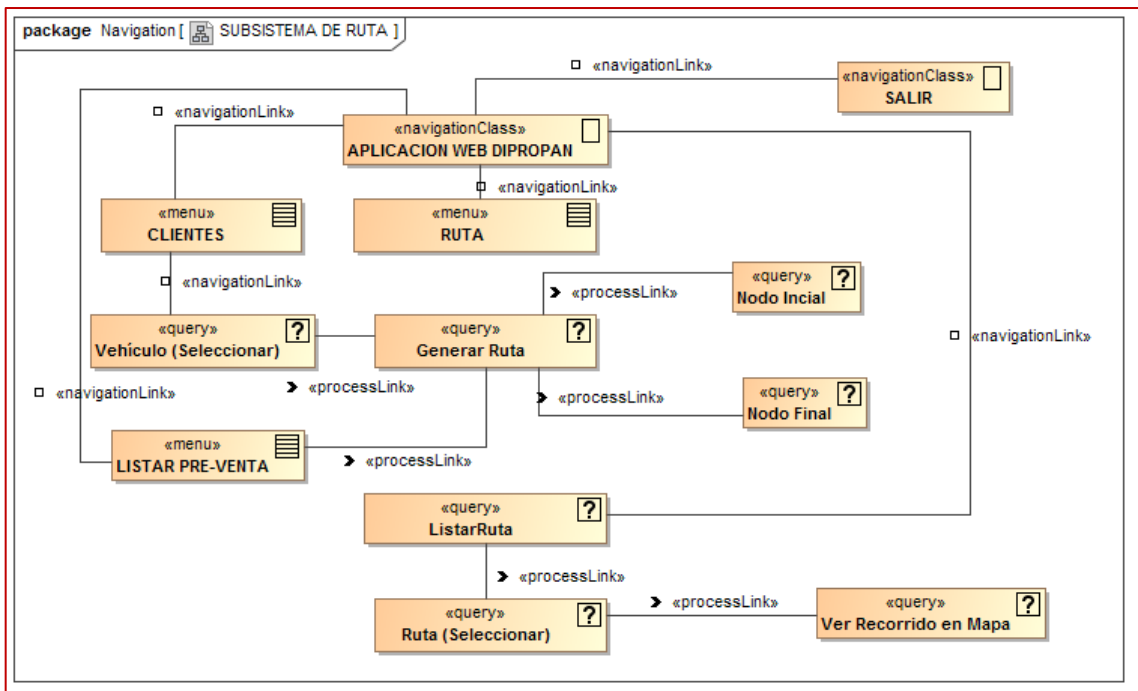 package Navigation [ SUBSISTEMA DE RUTA ]
«navigationLink»
«navigationClass»
SALIR
«navigationLink»
«navigationClass»
APLICACION WEB DIPROPAN
«navigationLink»
«menu»
CLIENTES
«menu»
RUTA
«navigationLink»
«query»
Nodo Incial
«processLink»
«query»
Vehículo (Seleccionar)
«query»
Generar Ruta
«navigationLink»
«processLink»
«navigationLink»
«processLink»
«query»
Nodo Final
«menu»
LISTAR PRE-VENTA
«processLink»
«query»
ListarRuta
«processLink»
«query»
Ruta (Seleccionar)
«processLink»
«query»
Ver Recorrido en Mapa